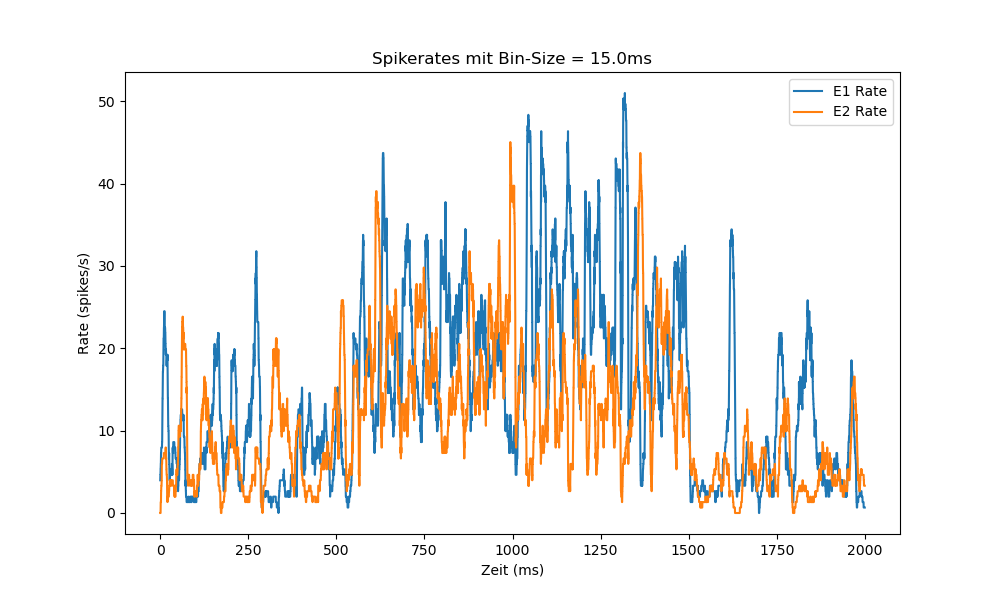 Spikerates mit Bin-Size = 15.0ms
E1 Rate
E2 Rate
Rate (spikes/s)
50
40
30
20
10
0
0 250 500 750 1000 1250 1500 1750 2000
Zeit (ms)